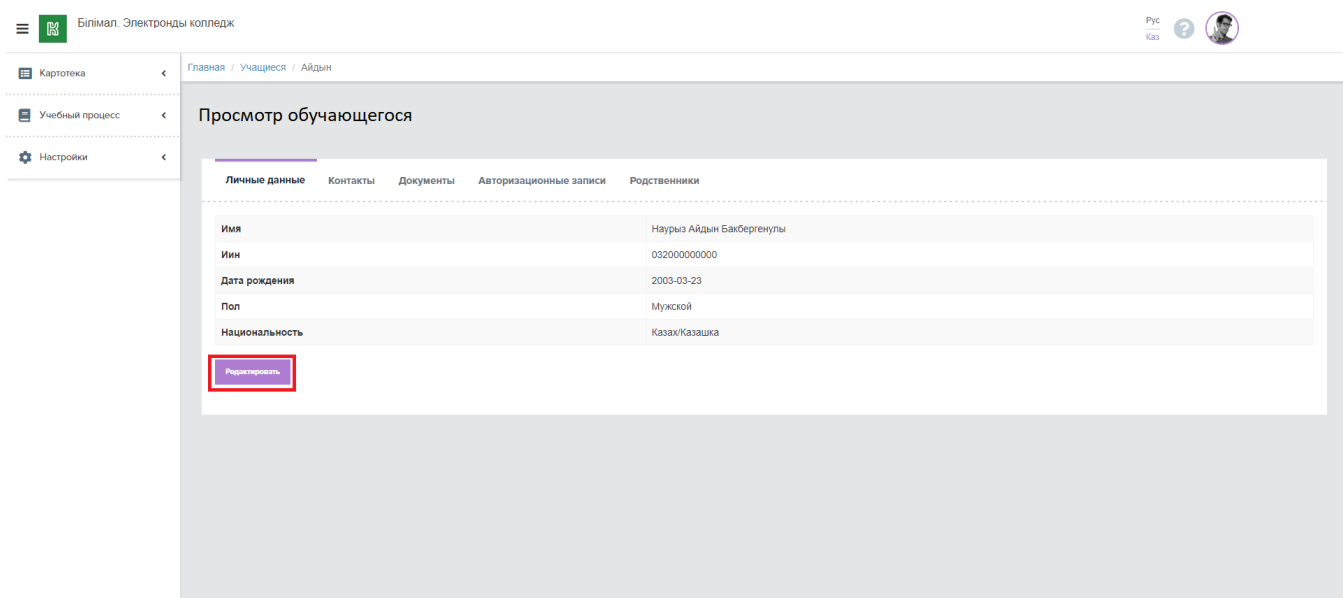 Білімал. Электронды колледж
Рус
Каз
?
Картотека
Учебный процесс
Настройки
Главная / Учащиеся / Айдын
Просмотр обучающегося
Личные данные Контакты Документы Авторизационные записи Родственники
Имя Наурыз Айдын Бакбергенулы
Иин 032000000000
Дата рождения 2003-03-23
Пол Мужской
Национальность Казах/Казашка
Редактировать